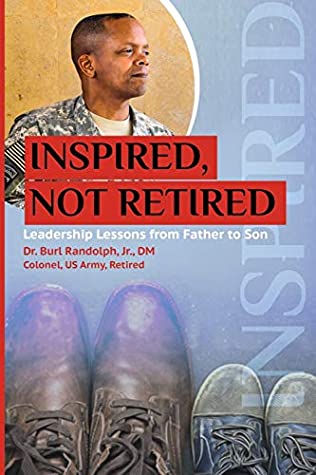 INSPIRED,
NOT RETIRED
Leadership Lessons from Father to Son
Dr. Burl Randolph, Jr., DM
Colonel, US Army, Retired
INSPIRED